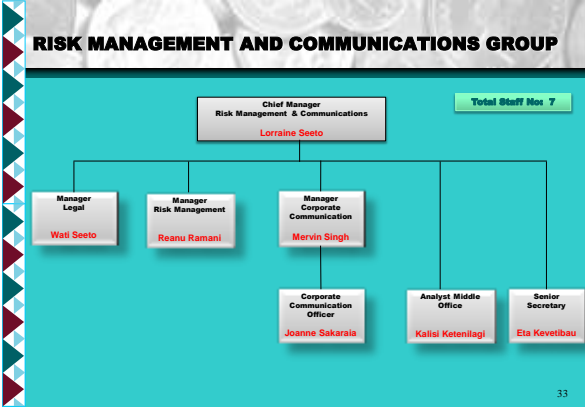 RISK MANAGEMENT AND COMMUNICATIONS GROUP
Total Staff No: 7
Chief Manager
Risk Management & Communications
Lorraine Seeto
Manager
Legal
Wati Seeto
Manager
Risk Management
Reanu Ramani
Manager
Corporate
Communication
Mervin Singh
Corporate
Communication
Officer
Joanne Sakaraia
Analyst Middle
Office
Kalisi Ketenilagi
Senior
Secretary
Eta Kevetibau
33